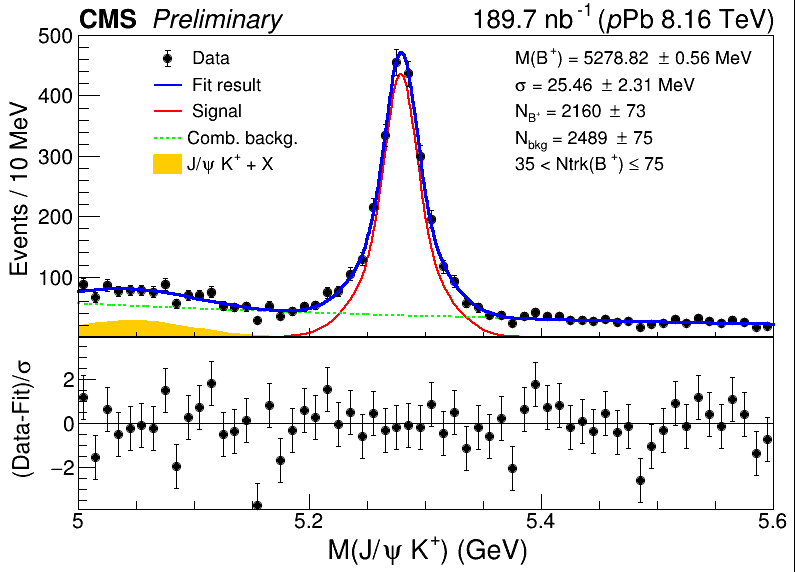 CMS Preliminary 189.7 nb⁻¹ (pPb 8.16 TeV)
Events / 10 MeV
500
400
300
200
100
Data
Fit result
Signal
Comb. backg.
J/ψ K⁺ + X
M(B⁺) = 5278.82 ± 0.56 MeV
σ = 25.46 ± 2.31 MeV
N_B⁺ = 2160 ± 73
N_bkg = 2489 ± 75
35 < Ntrk(B⁺) ≤ 75
(Data-Fit)/σ
2
0
−2
5 5.2 5.4 5.6
M(J/ψ K⁺) (GeV)